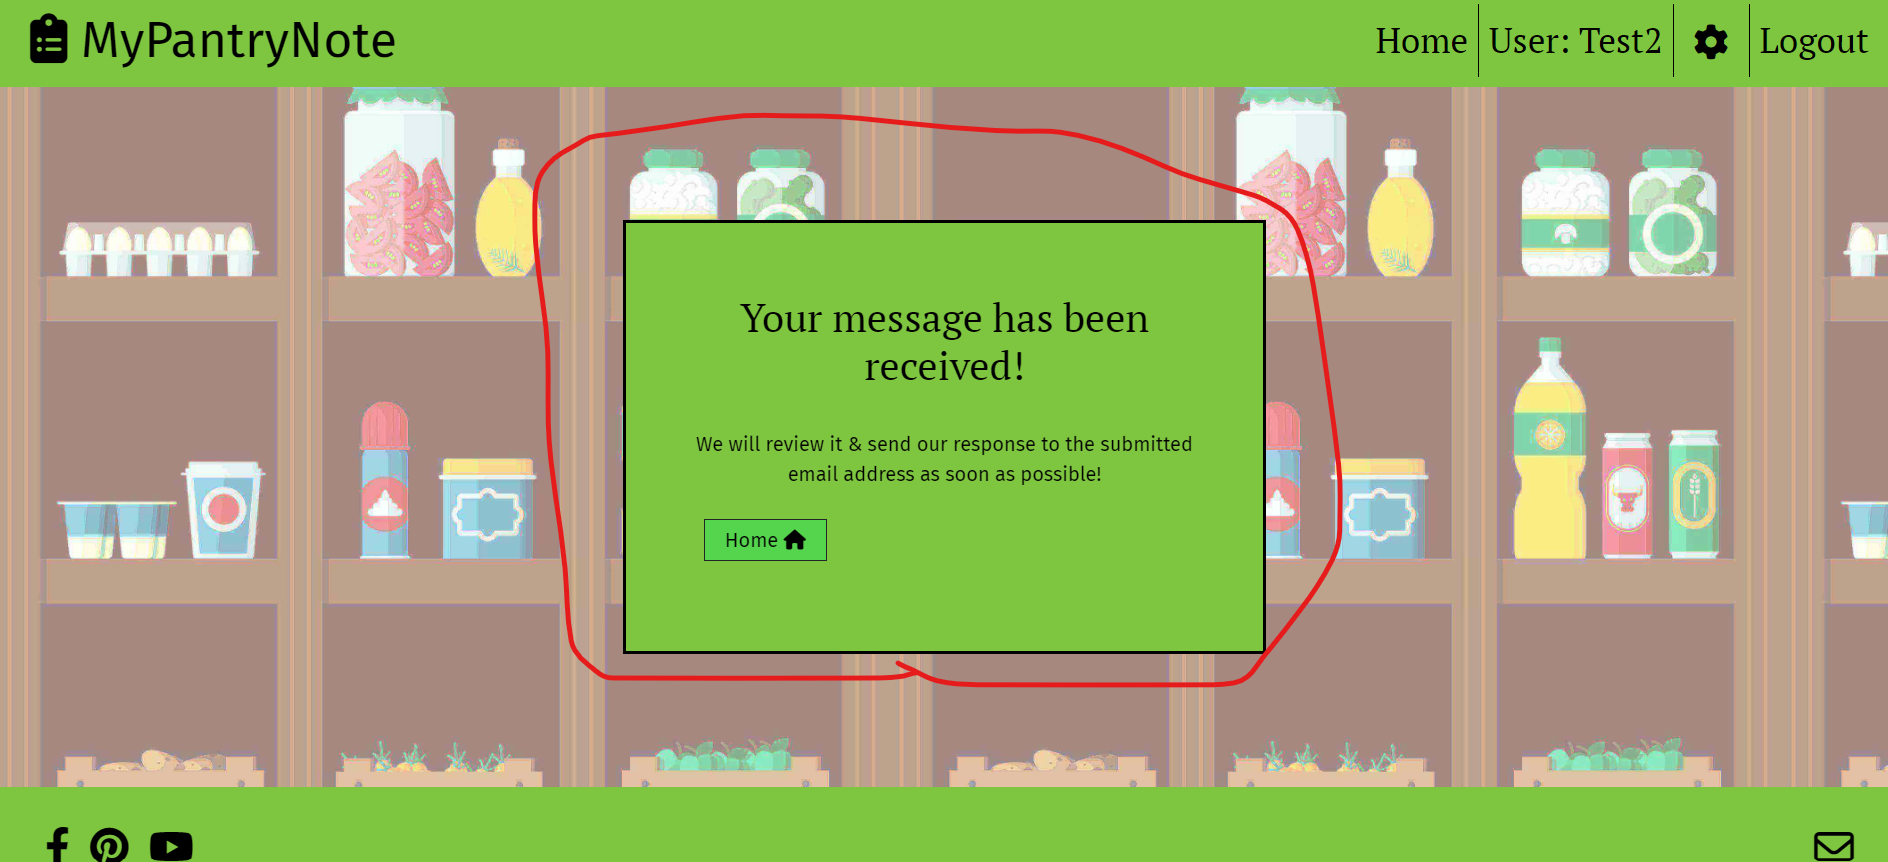 MyPantryNote
Home
User: Test2
Logout
Your message has been
received!
We will review it & send our response to the submitted
email address as soon as possible!
Home